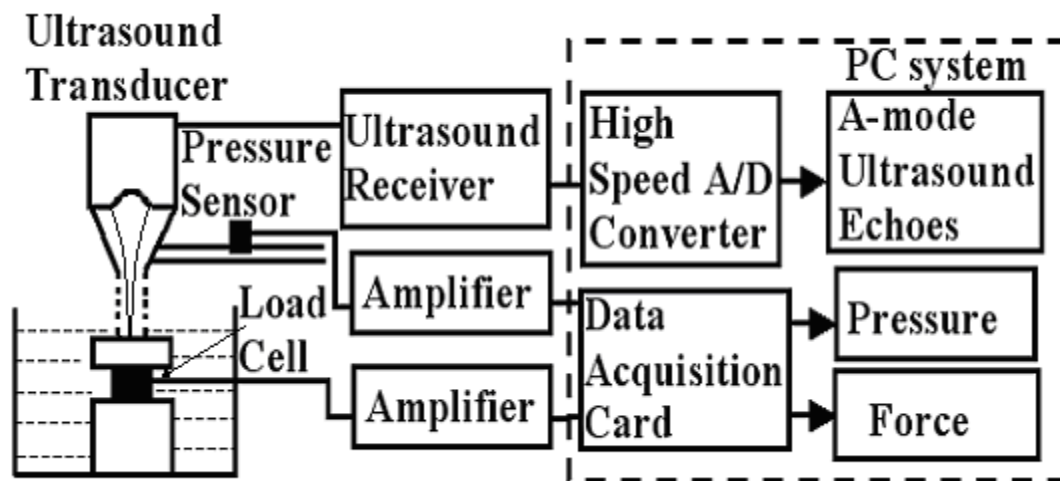 Ultrasound
Transducer
Pressure
Sensor
Ultrasound
Receiver
PC system
High
Speed A/D
Converter
A-mode
Ultrasound
Echoes
Amplifier
Load
Cell
Amplifier
Data
Acquisition
Card
Pressure
Force